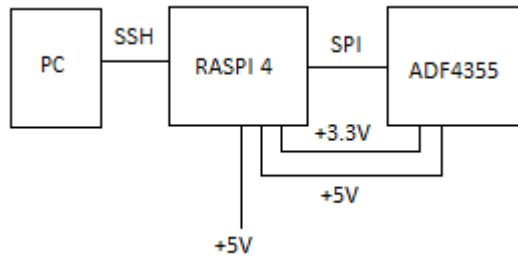 SSH
SPI
PC
RASPI 4
ADF4355
+3.3V
+5V
+5V